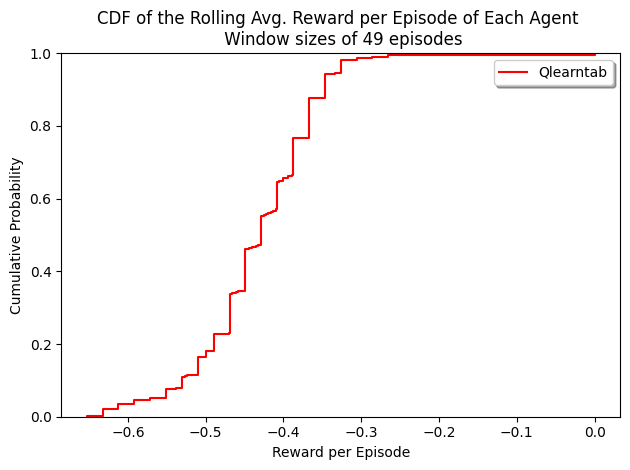 CDF of the Rolling Avg. Reward per Episode of Each Agent
Window sizes of 49 episodes
Qlearntab
Cumulative Probability
1.0
0.8
0.6
0.4
0.2
0.0
−0.6
−0.5
−0.4
−0.3
−0.2
−0.1
0.0
Reward per Episode